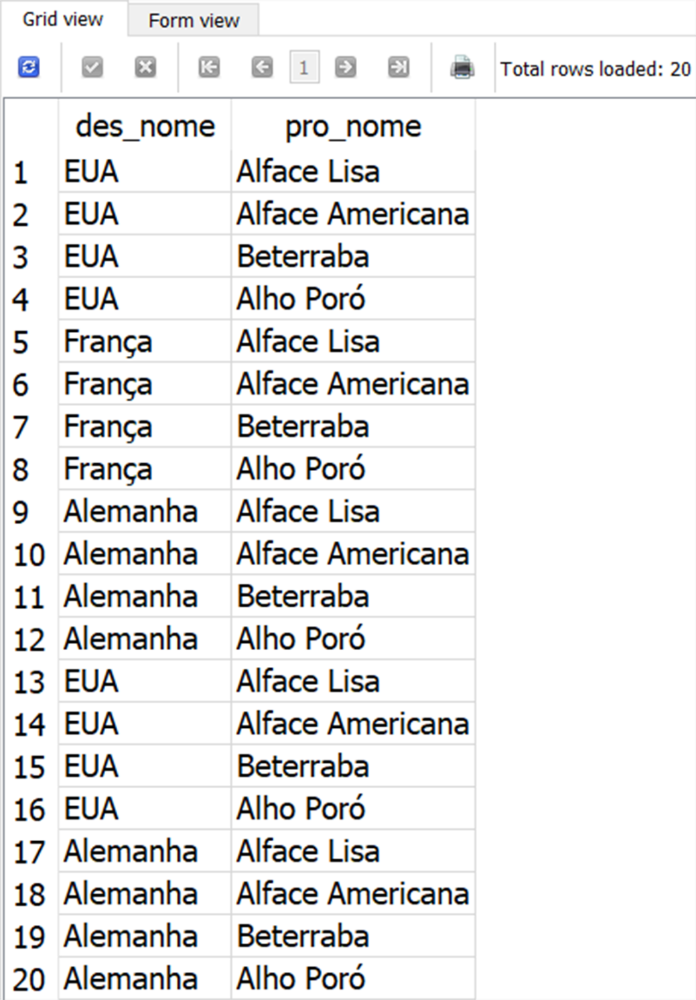 Grid view Form view
1 Total rows loaded: 20
des_nome pro_nome
1 EUA Alface Lisa
2 EUA Alface Americana
3 EUA Beterraba
4 EUA Alho Poró
5 França Alface Lisa
6 França Alface Americana
7 França Beterraba
8 França Alho Poró
9 Alemanha Alface Lisa
10 Alemanha Alface Americana
11 Alemanha Beterraba
12 Alemanha Alho Poró
13 EUA Alface Lisa
14 EUA Alface Americana
15 EUA Beterraba
16 EUA Alho Poró
17 Alemanha Alface Lisa
18 Alemanha Alface Americana
19 Alemanha Beterraba
20 Alemanha Alho Poró